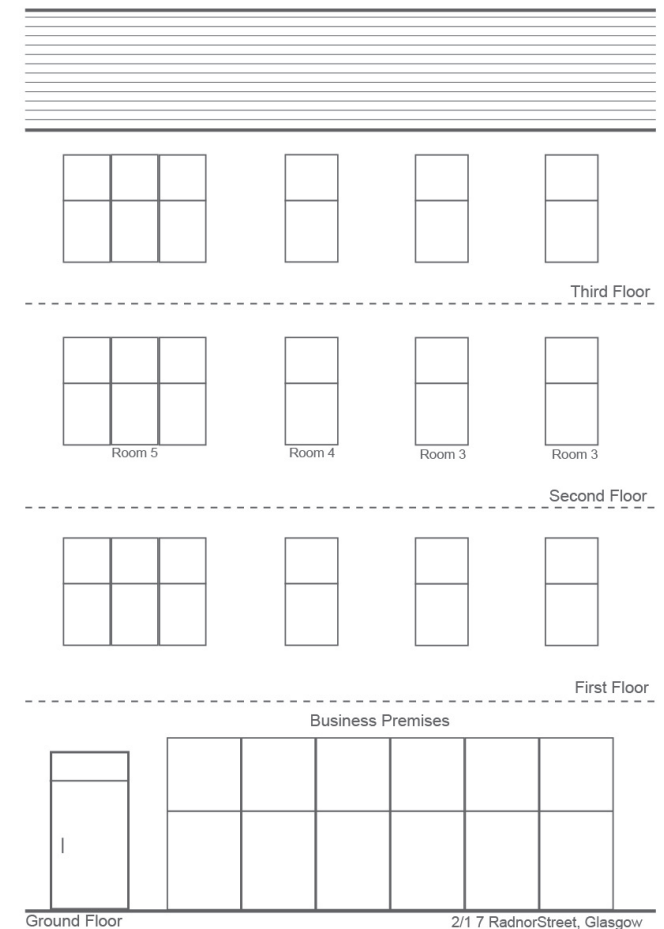 Third Floor
Room 5 Room 4 Room 3 Room 3
Second Floor
First Floor
Business Premises
Ground Floor 2/1 7 RadnorStreet, Glasgow